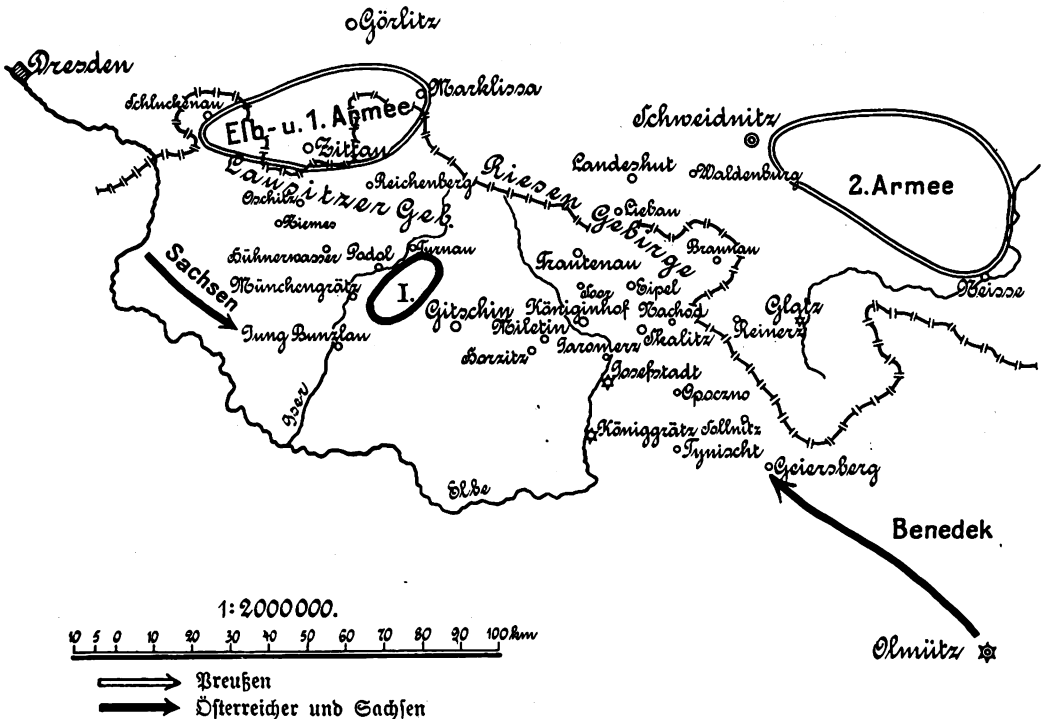 Görlitz
Dresden
Marklissa
Schluckenau
Elb- u. 1. Armee
Zittau
Schweidnitz
Landeshut
Waldenburg
2. Armee
Lausitzer Geb.
Reichenberg
Riesen Gebirge
Oschitz
Niemes
Liebau
Braunau
Hühnerwasser
Podol
Turnau
Trautenau
Sachsen
Münchengrätz
I.
Soor
Eipel
Neisse
Gitschin
Königinhof
Nachod
Glatz
Miletin
Skalitz
Reinerz
Jung Bunzlau
Horzitz
Jaromerz
Josefstadt
Opoczno
Iser
Königgrätz
Sollnitz
Tynischt
Geiersberg
Elbe
Benedek
Olmütz
1:2000000.
10 5 0 10 20 30 40 50 60 70 80 90 100 km
Preußen
Österreicher und Sachsen